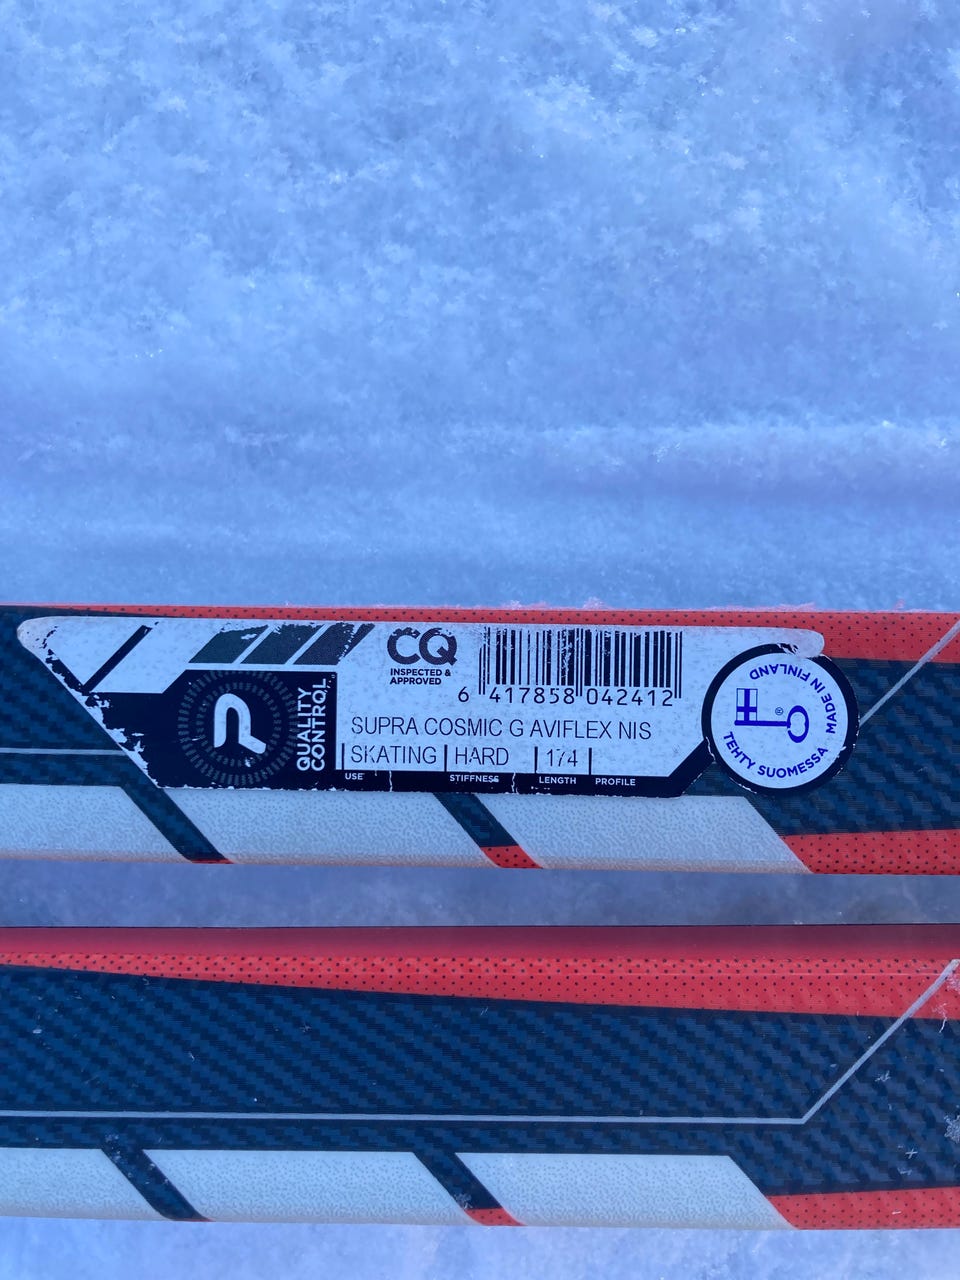 CQ
INSPECTED &
APPROVED
6 417858 042412
QUALITY
CONTROL
SUPRA COSMIC G AVIFLEX NIS
SKATING HARD 174
USE STIFFNESS LENGTH PROFILE
MADE IN FINLAND
®
TEHTY SUOMESSA